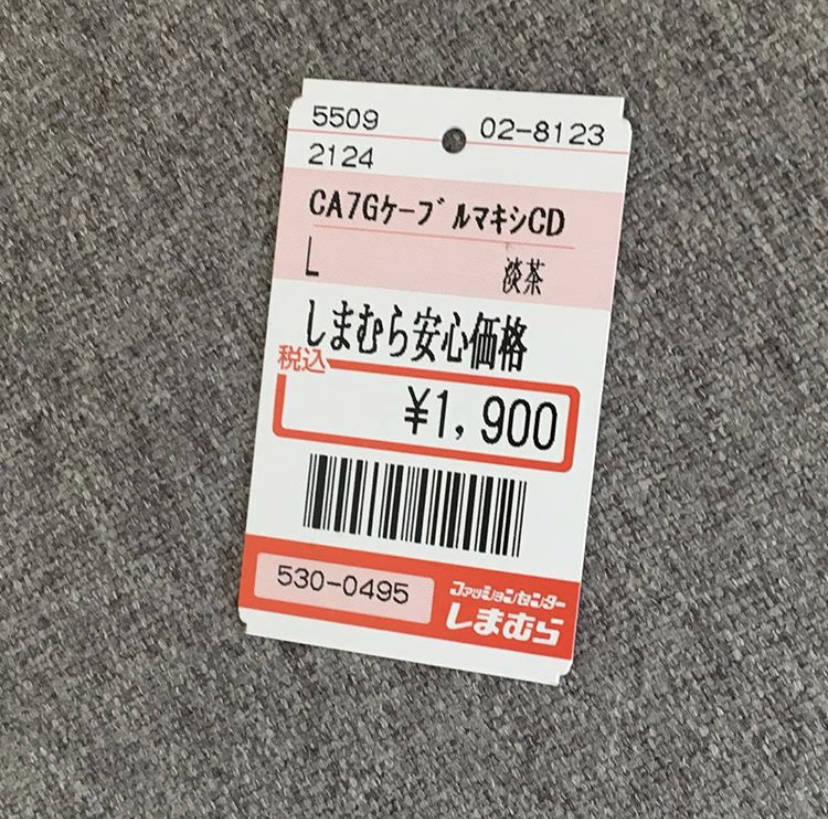 5509
02-8123
2124
CA7GｹｰﾌﾞﾙﾏｷｼCD
L 淡茶
しまむら安心価格
税込
¥1,900
530-0495
ファッションセンター
しまむら